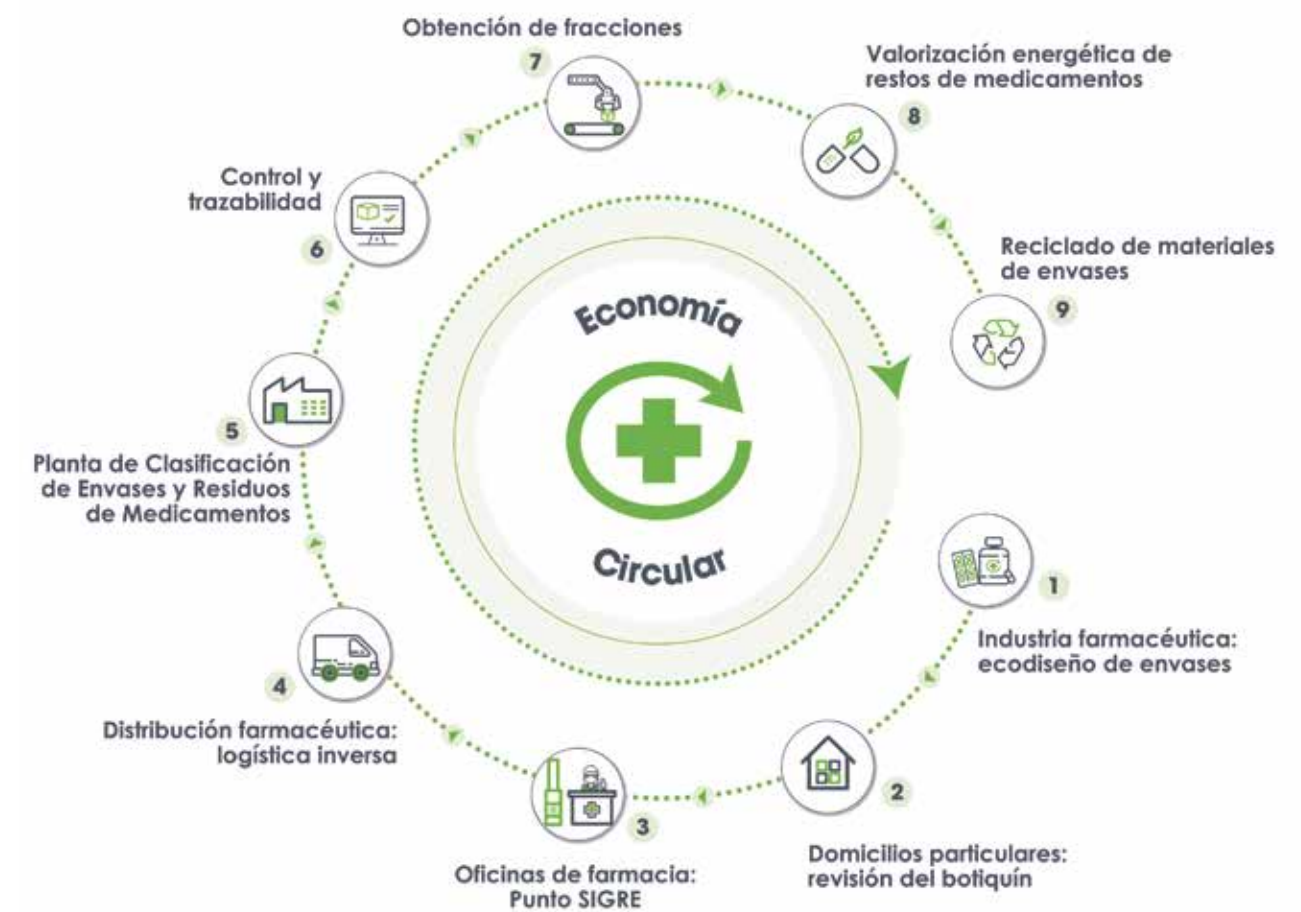 Economía
Circular
1
Industria farmacéutica:
ecodiseño de envases
2
Domicilios particulares:
revisión del botiquín
3
Oficinas de farmacia:
Punto SIGRE
4
Distribución farmacéutica:
logística inversa
5
Planta de Clasificación
de Envases y Residuos
de Medicamentos
6
Control y
trazabilidad
7
Obtención de fracciones
8
Valorización energética de
restos de medicamentos
9
Reciclado de materiales
de envases